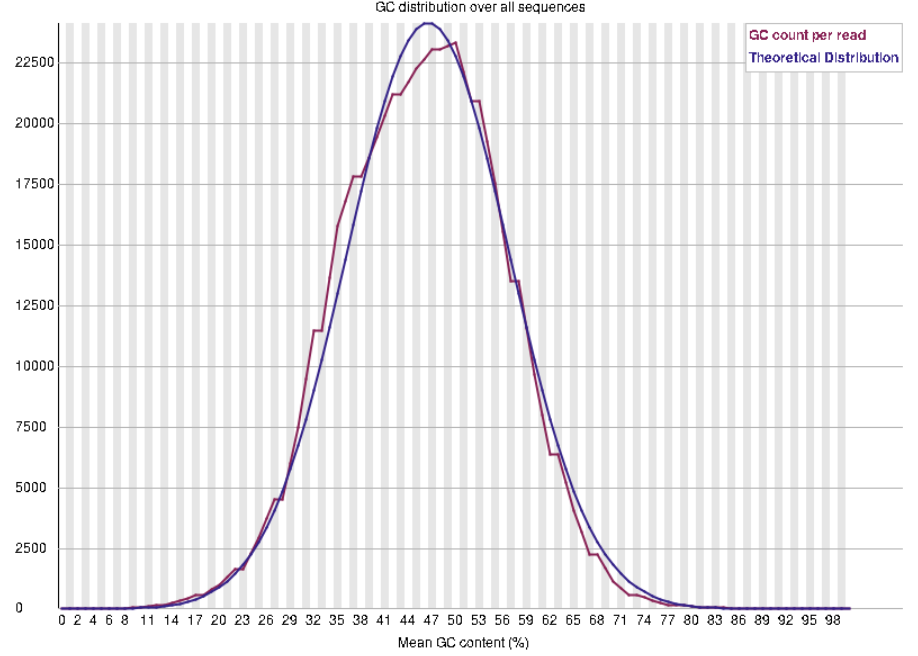 GC distribution over all sequences
GC count per read
Theoretical Distribution
22500
20000
17500
15000
12500
10000
7500
5000
2500
0
0 2 4 6 8 11 14 17 20 23 26 29 32 35 38 41 44 47 50 53 56 59 62 65 68 71 74 77 80 83 86 89 92 95 98
Mean GC content (%)